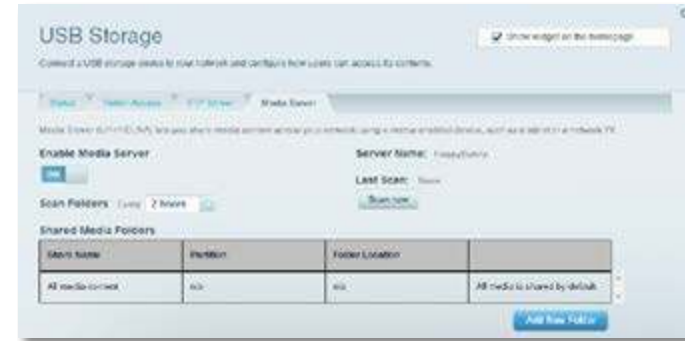 USB Storage
Show widget on the homepage
Connect a USB storage device to your network and configure how users can access its contents.
Status Folder Access FTP Server Media Server
Enable Media Server
Server Name:
ON
Last Scan:
Scan Folders Every 2 hours
Scan now
Shared Media Folders
Share Name Partition Folder Location
All media content n/a n/a All media is shared by default
Add New Folder